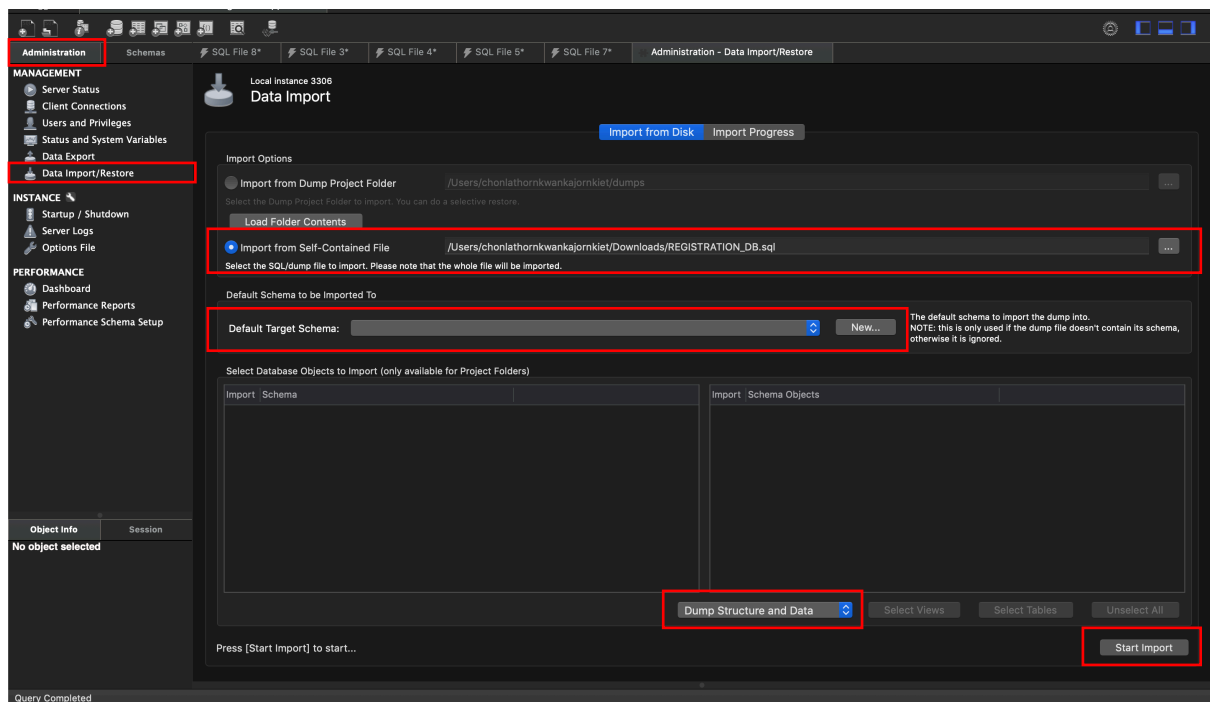 Administration
Schemas
SQL File 8*
SQL File 3*
SQL File 4*
SQL File 5*
SQL File 7*
Administration - Data Import/Restore
MANAGEMENT
Server Status
Client Connections
Users and Privileges
Status and System Variables
Data Export
Data Import/Restore
INSTANCE
Startup / Shutdown
Server Logs
Options File
PERFORMANCE
Dashboard
Performance Reports
Performance Schema Setup
Object Info
Session
No object selected
Local instance 3306
Data Import
Import from Disk
Import Progress
Import Options
Import from Dump Project Folder
/Users/chonlathornkwankajornkiet/dumps
...
Select the Dump Project Folder to import. You can do a selective restore.
Load Folder Contents
Import from Self-Contained File
/Users/chonlathornkwankajornkiet/Downloads/REGISTRATION_DB.sql
...
Select the SQL/dump file to import. Please note that the whole file will be imported.
Default Schema to be Imported To
Default Target Schema:
New...
The default schema to import the dump into.
NOTE: this is only used if the dump file doesn't contain its schema,
otherwise it is ignored.
Select Database Objects to Import (only available for Project Folders)
Import Schema
Import Schema Objects
Dump Structure and Data
Select Views
Select Tables
Unselect All
Press [Start Import] to start...
Start Import
Query Completed